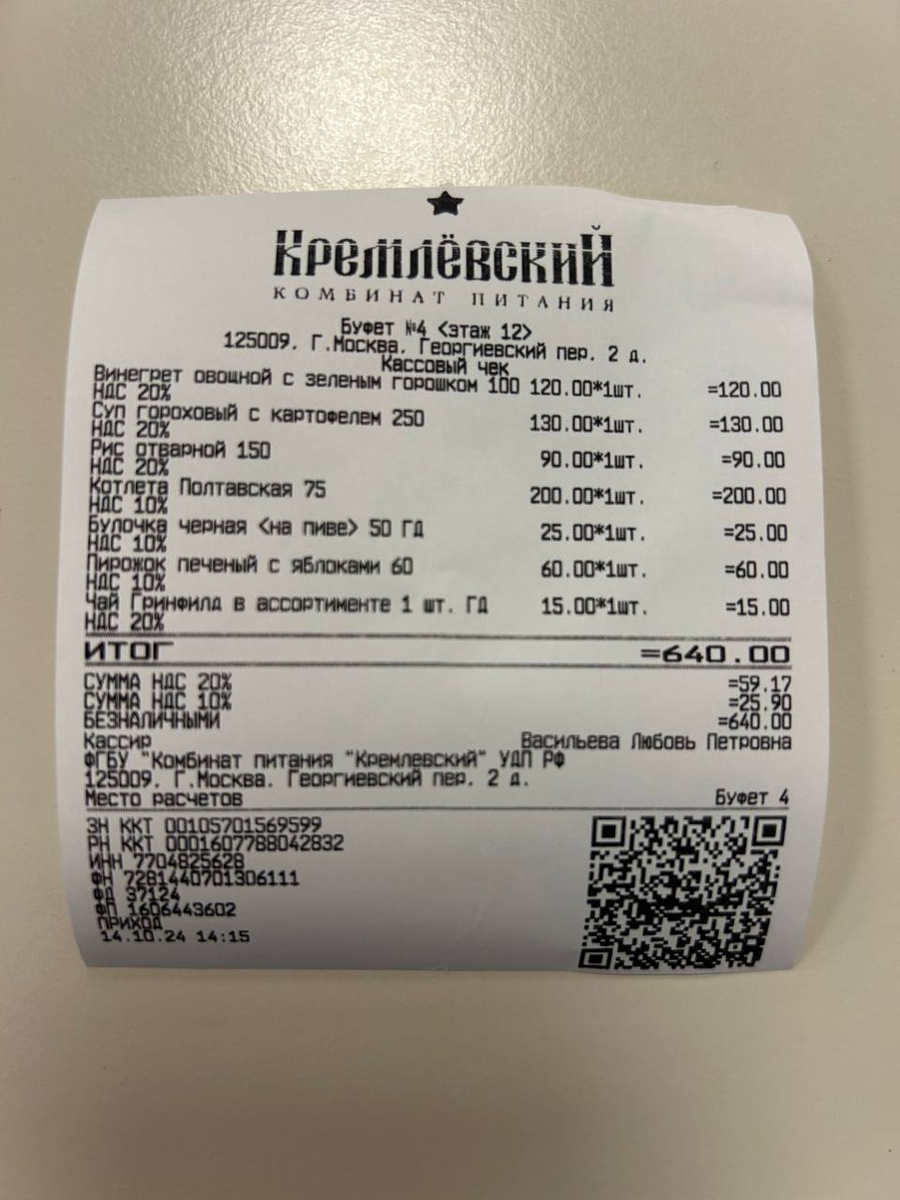 Кремлёвский
КОМБИНАТ ПИТАНИЯ
Буфет №4 <этаж 12>
125009. Г.Москва. Георгиевский пер. 2 д.
Кассовый чек
Винегрет овощной с зеленым горошком 100 120.00*1шт. =120.00
НДС 20%
Суп гороховый с картофелем 250 130.00*1шт. =130.00
НДС 20%
Рис отварной 150 90.00*1шт. =90.00
НДС 20%
Котлета Полтавская 75 200.00*1шт. =200.00
НДС 10%
Булочка черная <на пиве> 50 ГД 25.00*1шт. =25.00
НДС 10%
Пирожок печеный с яблоками 60 60.00*1шт. =60.00
НДС 10%
Чай Гринфилд в ассортименте 1 шт. ГД 15.00*1шт. =15.00
НДС 20%
ИТОГ =640.00
СУММА НДС 20% =59.17
СУММА НДС 10% =25.90
БЕЗНАЛИЧНЫМИ =640.00
Кассир Васильева Любовь Петровна
ФГБУ "Комбинат питания "Кремлевский" УДП РФ
125009. Г.Москва. Георгиевский пер. 2 д.
Место расчетов Буфет 4
ЗН ККТ 00105701569599
РН ККТ 0001607788042832
ИНН 7704825628
ФН 7281440701306111
ФД 37124
ФП 1606443602
ПРИХОД
14.10.24 14:15